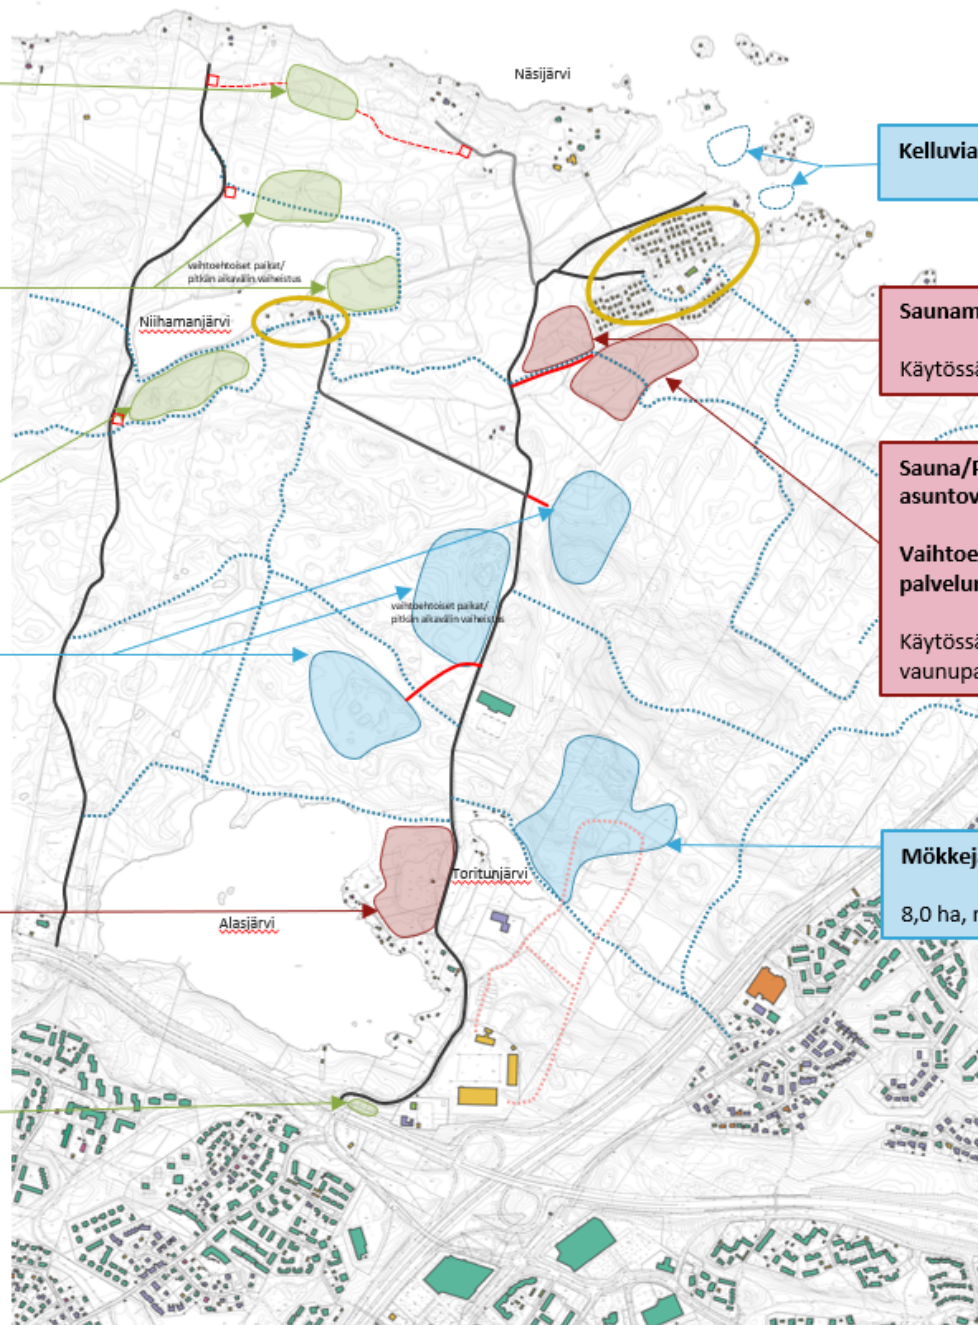 Näsijärvi
Kelluvia
vaihtoehtoiset paikat/
pitkän aikavälin vaiheistus
Niihamanjärvi
Saunam
Käytössä
Sauna/P
asuntov
Vaihtoe
palvelun
Käytössä
vaunupa
vaihtoehtoiset paikat/
pitkän aikavälin vaiheistus
Mökkej
8,0 ha, r
Toritunjärvi
Alasjärvi